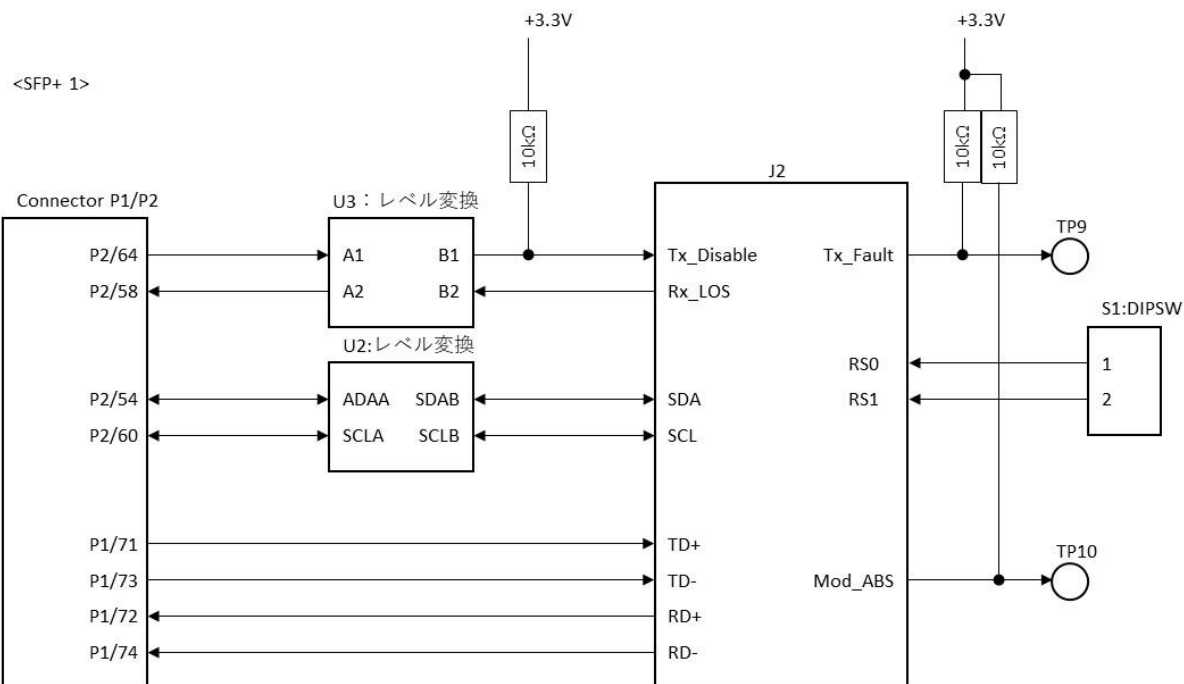 +3.3V
+3.3V
<SFP+ 1>
10kΩ
10kΩ
10kΩ
J2
Connector P1/P2
U3：レベル変換
P2/64
A1
B1
Tx_Disable
Tx_Fault
TP9
P2/58
A2
B2
Rx_LOS
S1:DIPSW
U2:レベル変換
RS0
1
P2/54
ADAA
SDAB
SDA
RS1
2
P2/60
SCLA
SCLB
SCL
P1/71
TD+
TP10
P1/73
TD-
Mod_ABS
P1/72
RD+
P1/74
RD-